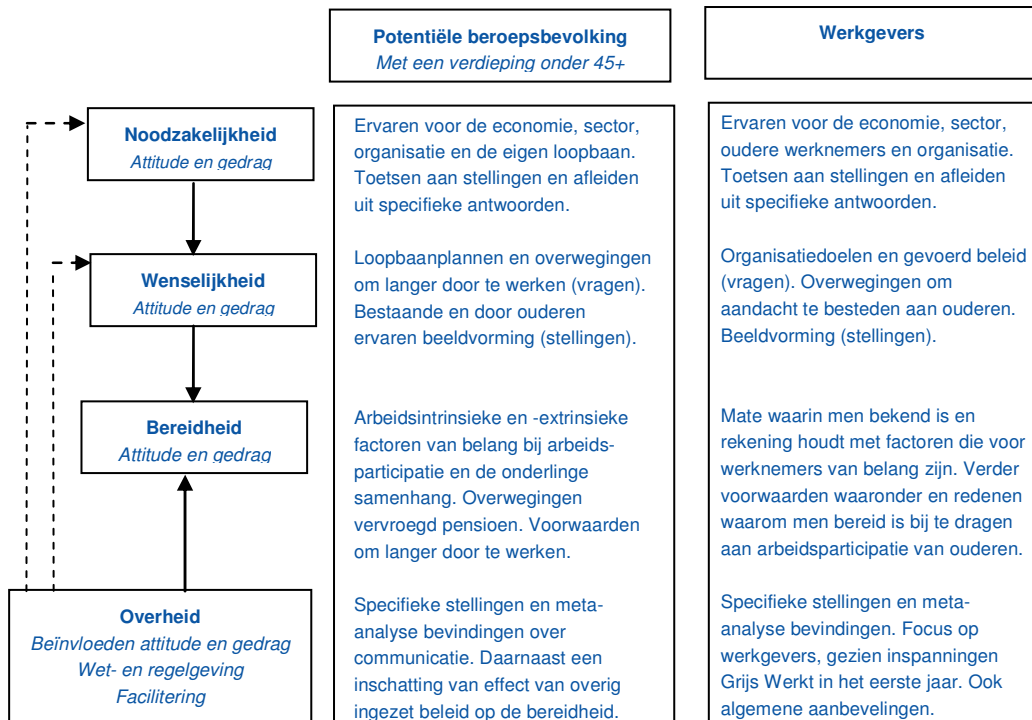 Potentiële beroepsbevolking
Met een verdieping onder 45+
Werkgevers
Noodzakelijkheid
Attitude en gedrag
Ervaren voor de economie, sector,
organisatie en de eigen loopbaan.
Toetsen aan stellingen en afleiden
uit specifieke antwoorden.
Ervaren voor de economie, sector,
oudere werknemers en organisatie.
Toetsen aan stellingen en afleiden
uit specifieke antwoorden.
Wenselijkheid
Attitude en gedrag
Loopbaanplannen en overwegingen
om langer door te werken (vragen).
Bestaande en door ouderen
ervaren beeldvorming (stellingen).
Organisatiedoelen en gevoerd beleid
(vragen). Overwegingen om
aandacht te besteden aan ouderen.
Beeldvorming (stellingen).
Bereidheid
Attitude en gedrag
Arbeidsintrinsieke en -extrinsieke
factoren van belang bij arbeids-
participatie en de onderlinge
samenhang. Overwegingen
vervroegd pensioen. Voorwaarden
om langer door te werken.
Mate waarin men bekend is en
rekening houdt met factoren die voor
werknemers van belang zijn. Verder
voorwaarden waaronder en redenen
waarom men bereid is bij te dragen
aan arbeidsparticipatie van ouderen.
Overheid
Beïnvloeden attitude en gedrag
Wet- en regelgeving
Facilitering
Specifieke stellingen en meta-
analyse bevindingen over
communicatie. Daarnaast een
inschatting van effect van overig
ingezet beleid op de bereidheid.
Specifieke stellingen en meta-
analyse bevindingen. Focus op
werkgevers, gezien inspanningen
Grijs Werkt in het eerste jaar. Ook
algemene aanbevelingen.